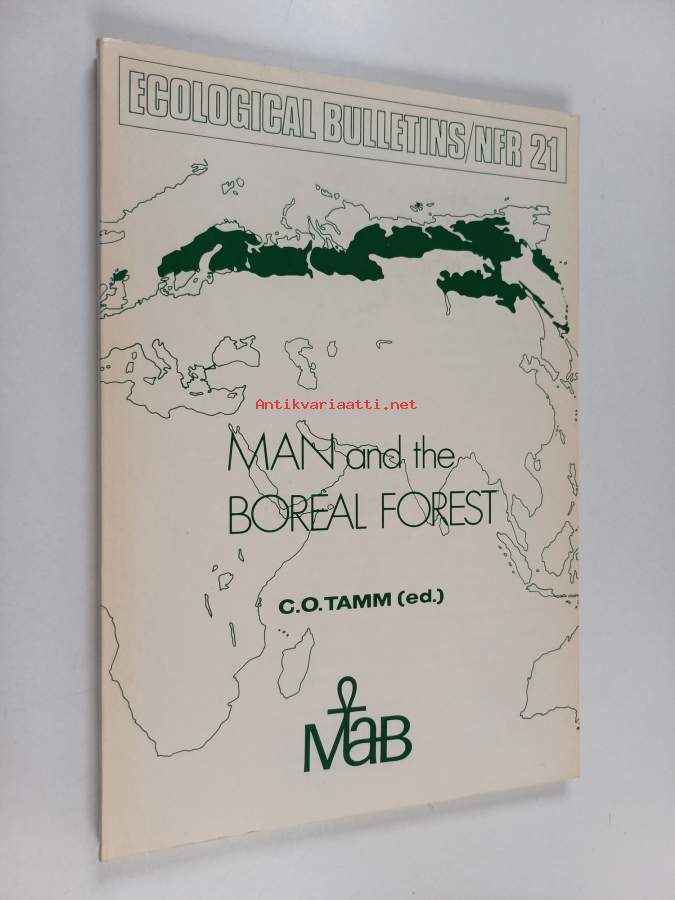 ECOLOGICAL BULLETINS/NFR 21
Antikvariaatti.net
MAN and the
BOREAL FOREST
C.O. TAMM (ed.)
MaB